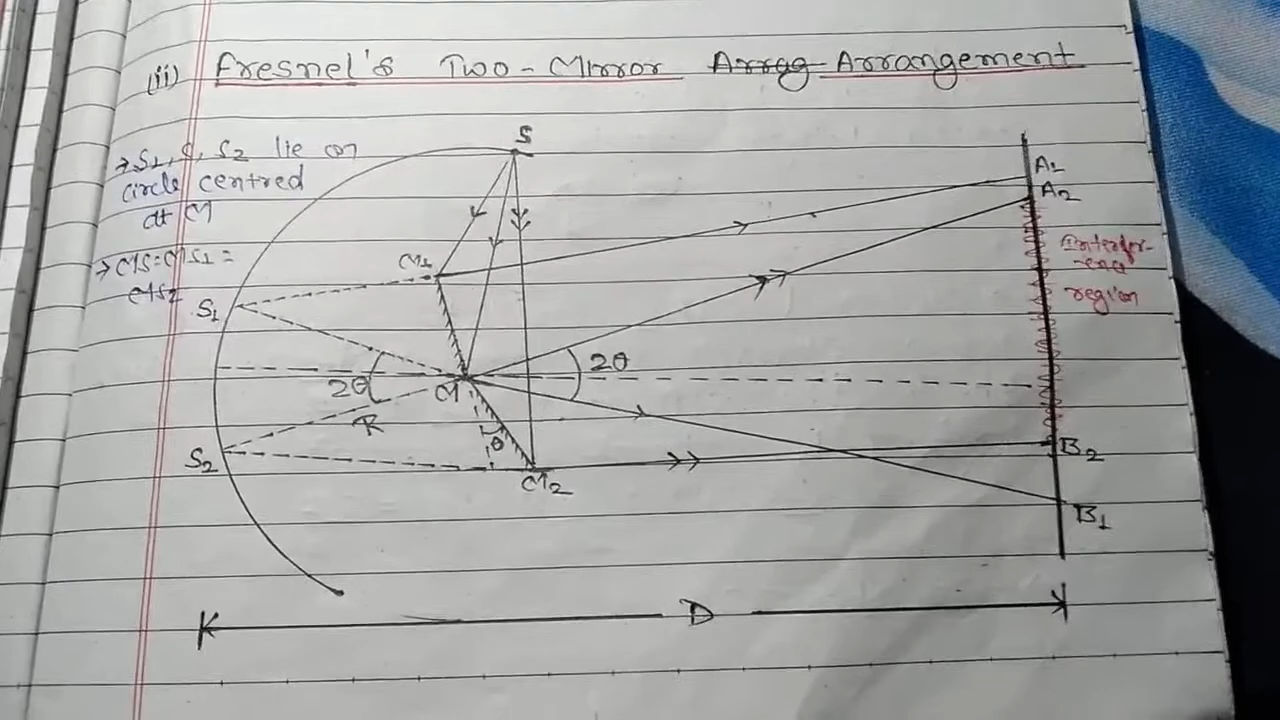 (ii) Fresnel's Two-Mirror Arrag Arrangement
S
→ S1, S, S2 lie on
circle centred
at M
→ MS=MS1=
MS2
A1
A2
Interfer-
ence
region
M1
S1
2θ
2θ
M
R
θ
S2
M2
B2
B1
D